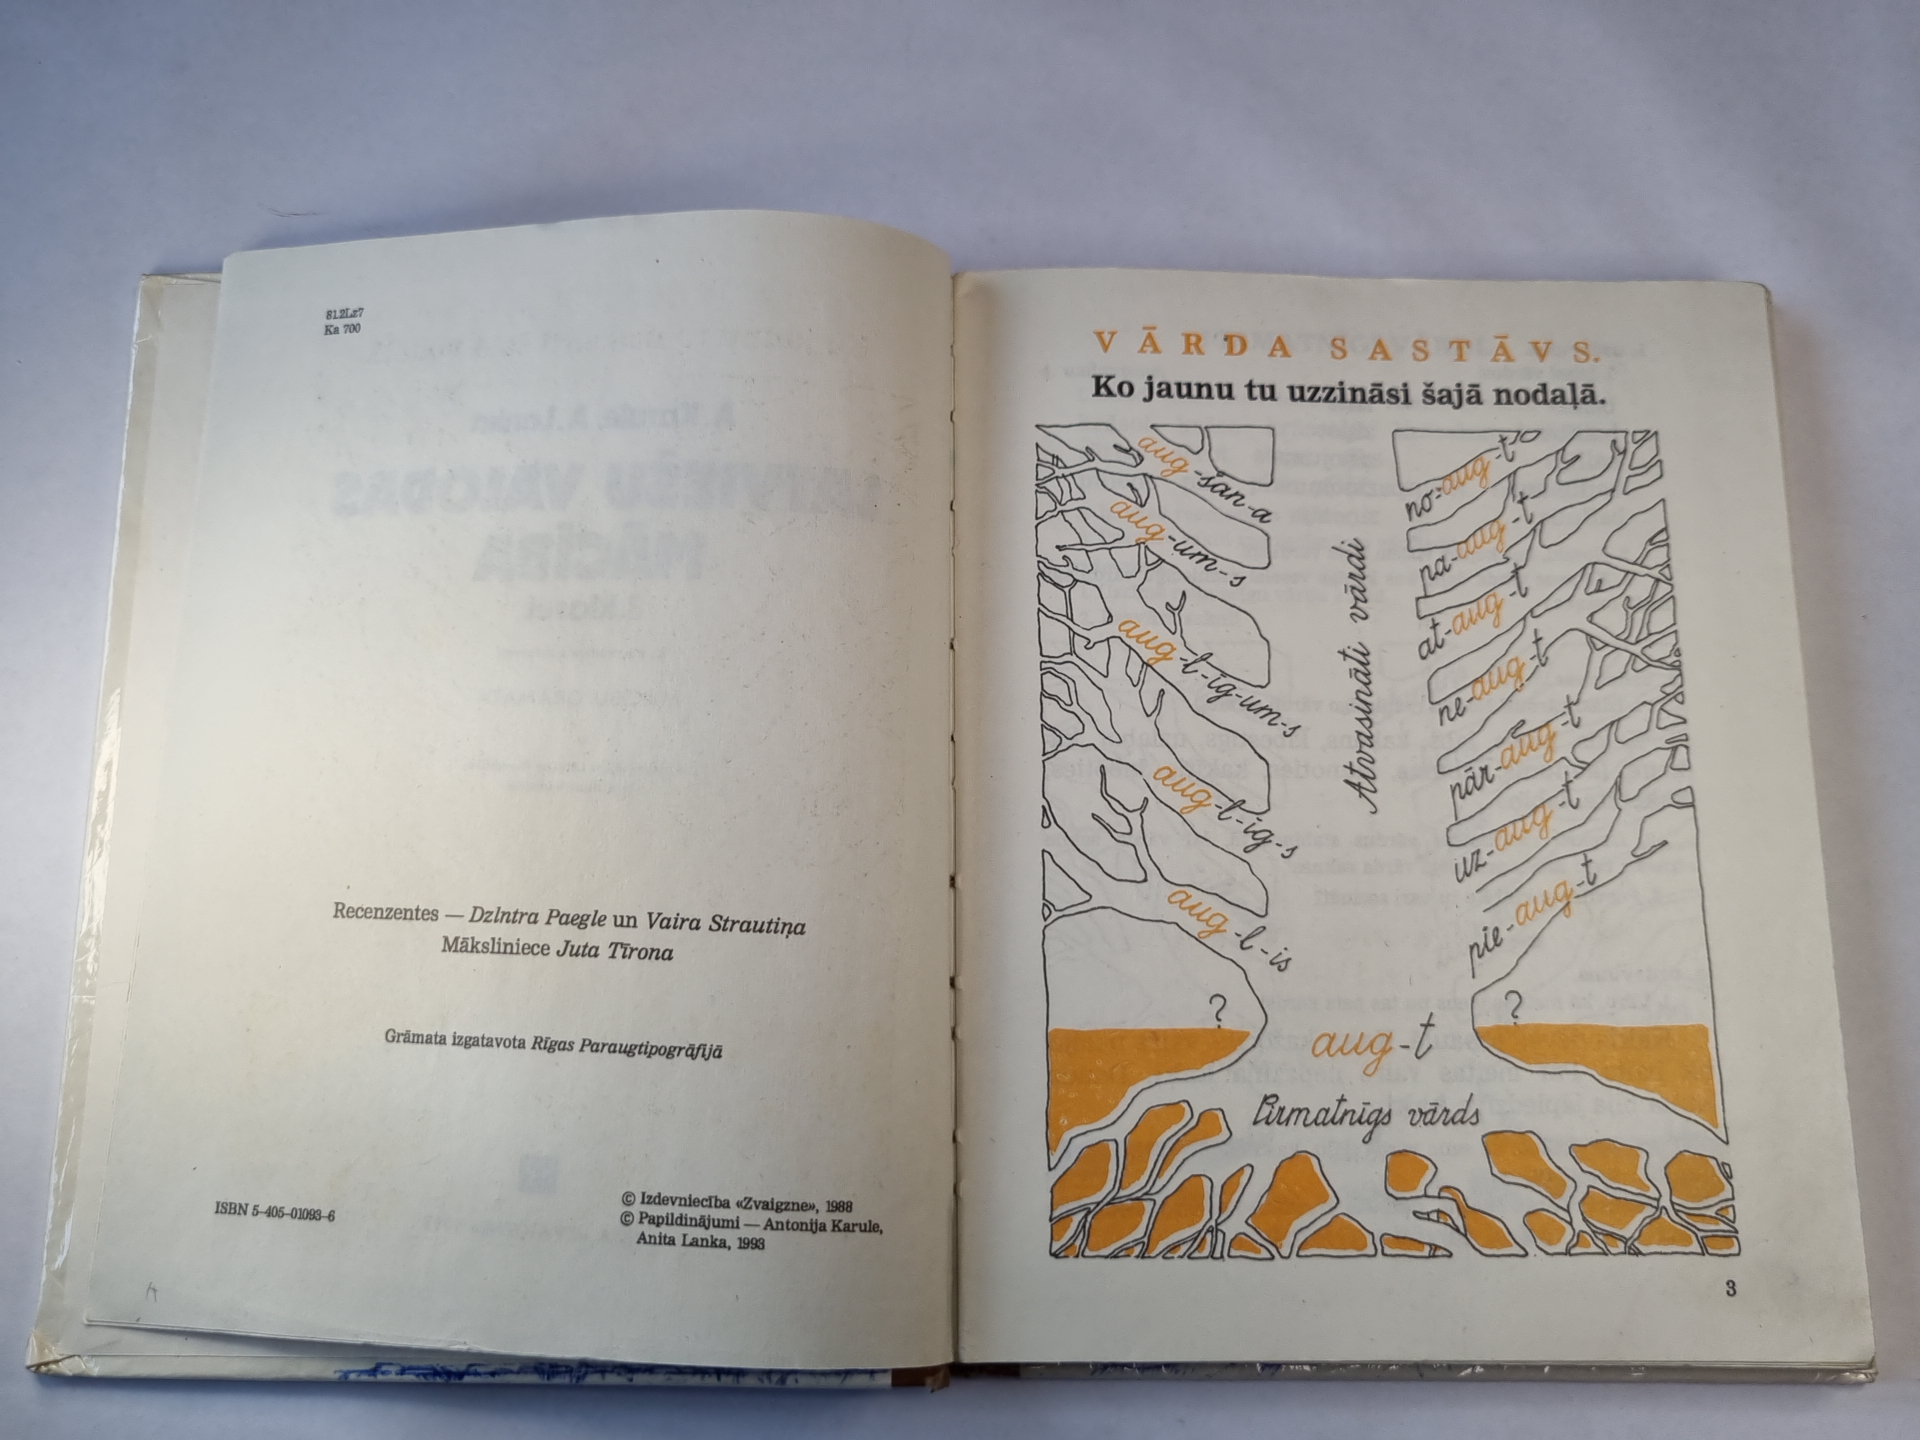 81.2Lz7
Ka 700
Recenzentes — Dzintra Paegle un Vaira Strautiņa
Māksliniece Juta Tīrona
Grāmata izgatavota Rīgas Paraugtipogrāfijā
ISBN 5–405–01093–6
© Izdevniecība «Zvaigzne», 1988
© Papildinājumi — Antonija Karule,
Anita Lanka, 1993
VĀRDA SASTĀVS.
Ko jaunu tu uzzināsi šajā nodaļā.
aug-šan-a
aug-um-s
aug-l-ig-um-s
aug-l-ig-s
aug-l-is
Atvasināti vārdi
no-aug-t
pa-aug-t
at-aug-t
ne-aug-t
pār-aug-t
uz-aug-t
pie-aug-t
?
?
aug-t
Pirmatnīgs vārds
3